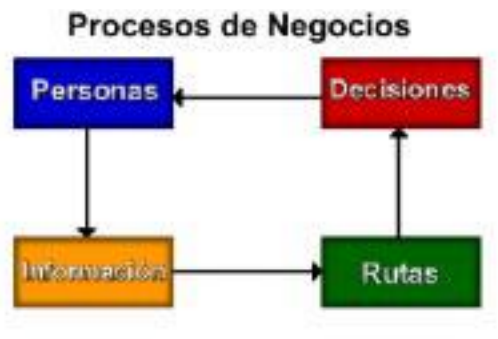 Procesos de Negocios
Personas
Decisiones
Información
Rutas